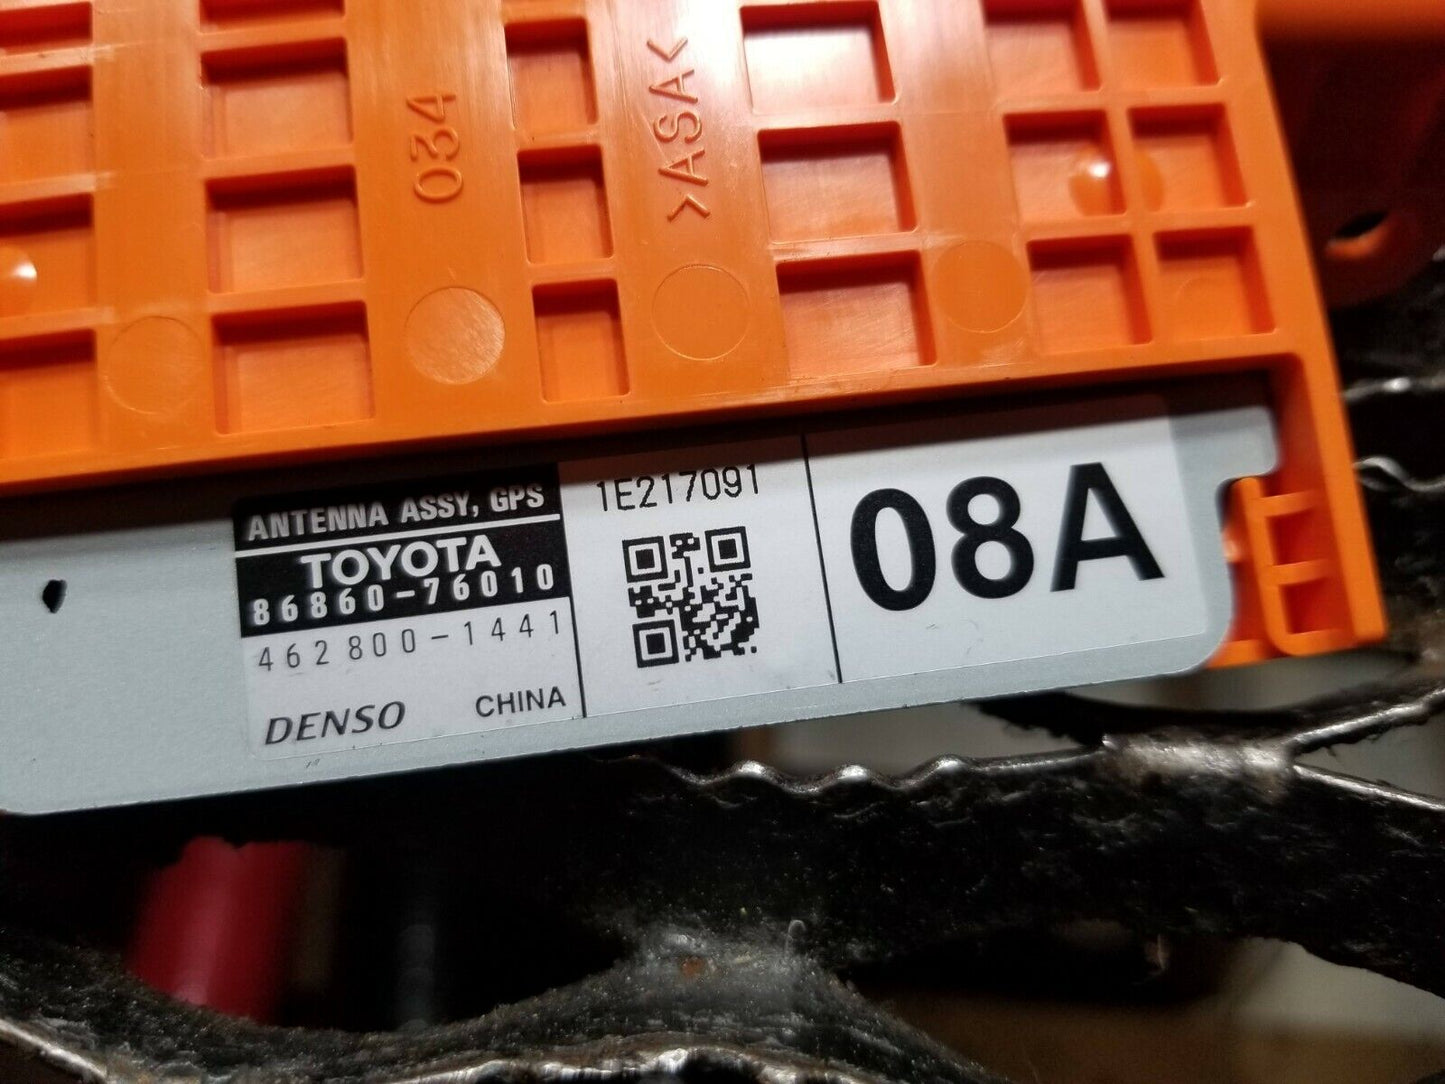 034
>ASA<
ANTENNA ASSY, GPS
TOYOTA
86860-76010
462800-1441
DENSO CHINA
1E217091
08A